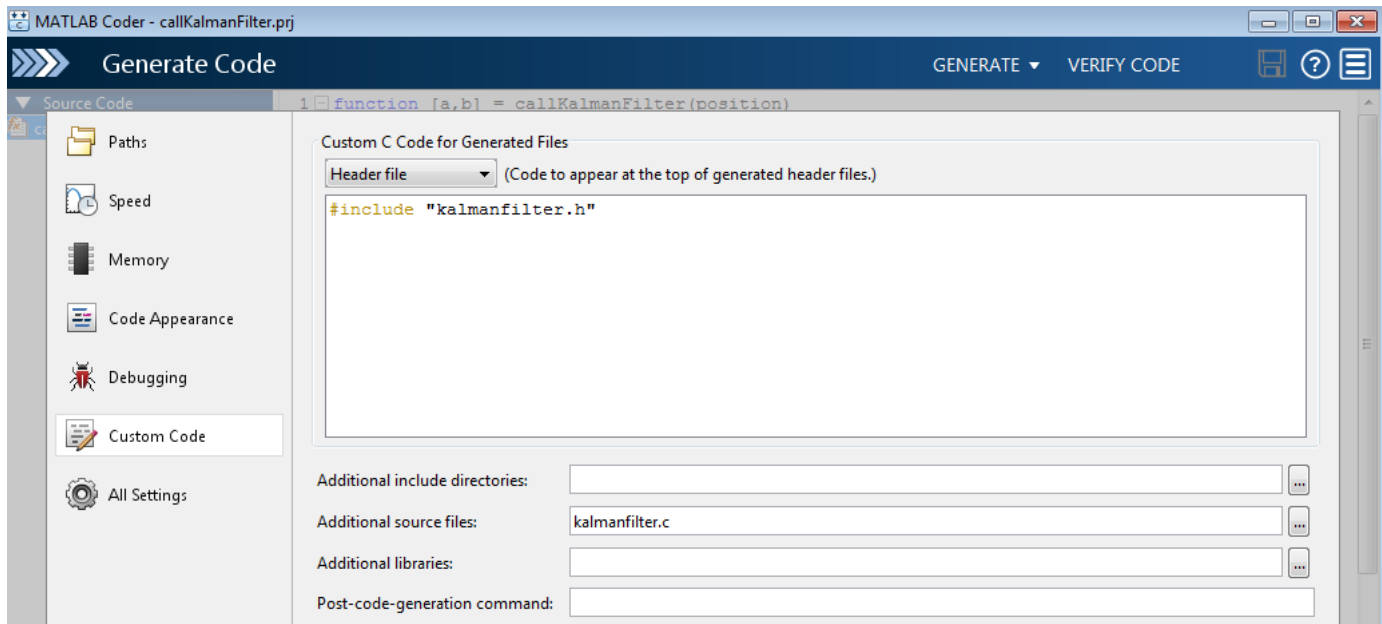 MATLAB Coder - callKalmanFilter.prj
Generate Code
GENERATE
VERIFY CODE
Source Code
1 function [a,b] = callKalmanFilter(position)
Paths
Speed
Memory
Code Appearance
Debugging
Custom Code
All Settings
Custom C Code for Generated Files
Header file (Code to appear at the top of generated header files.)
#include "kalmanfilter.h"
Additional include directories: ...
Additional source files: kalmanfilter.c ...
Additional libraries: ...
Post-code-generation command: